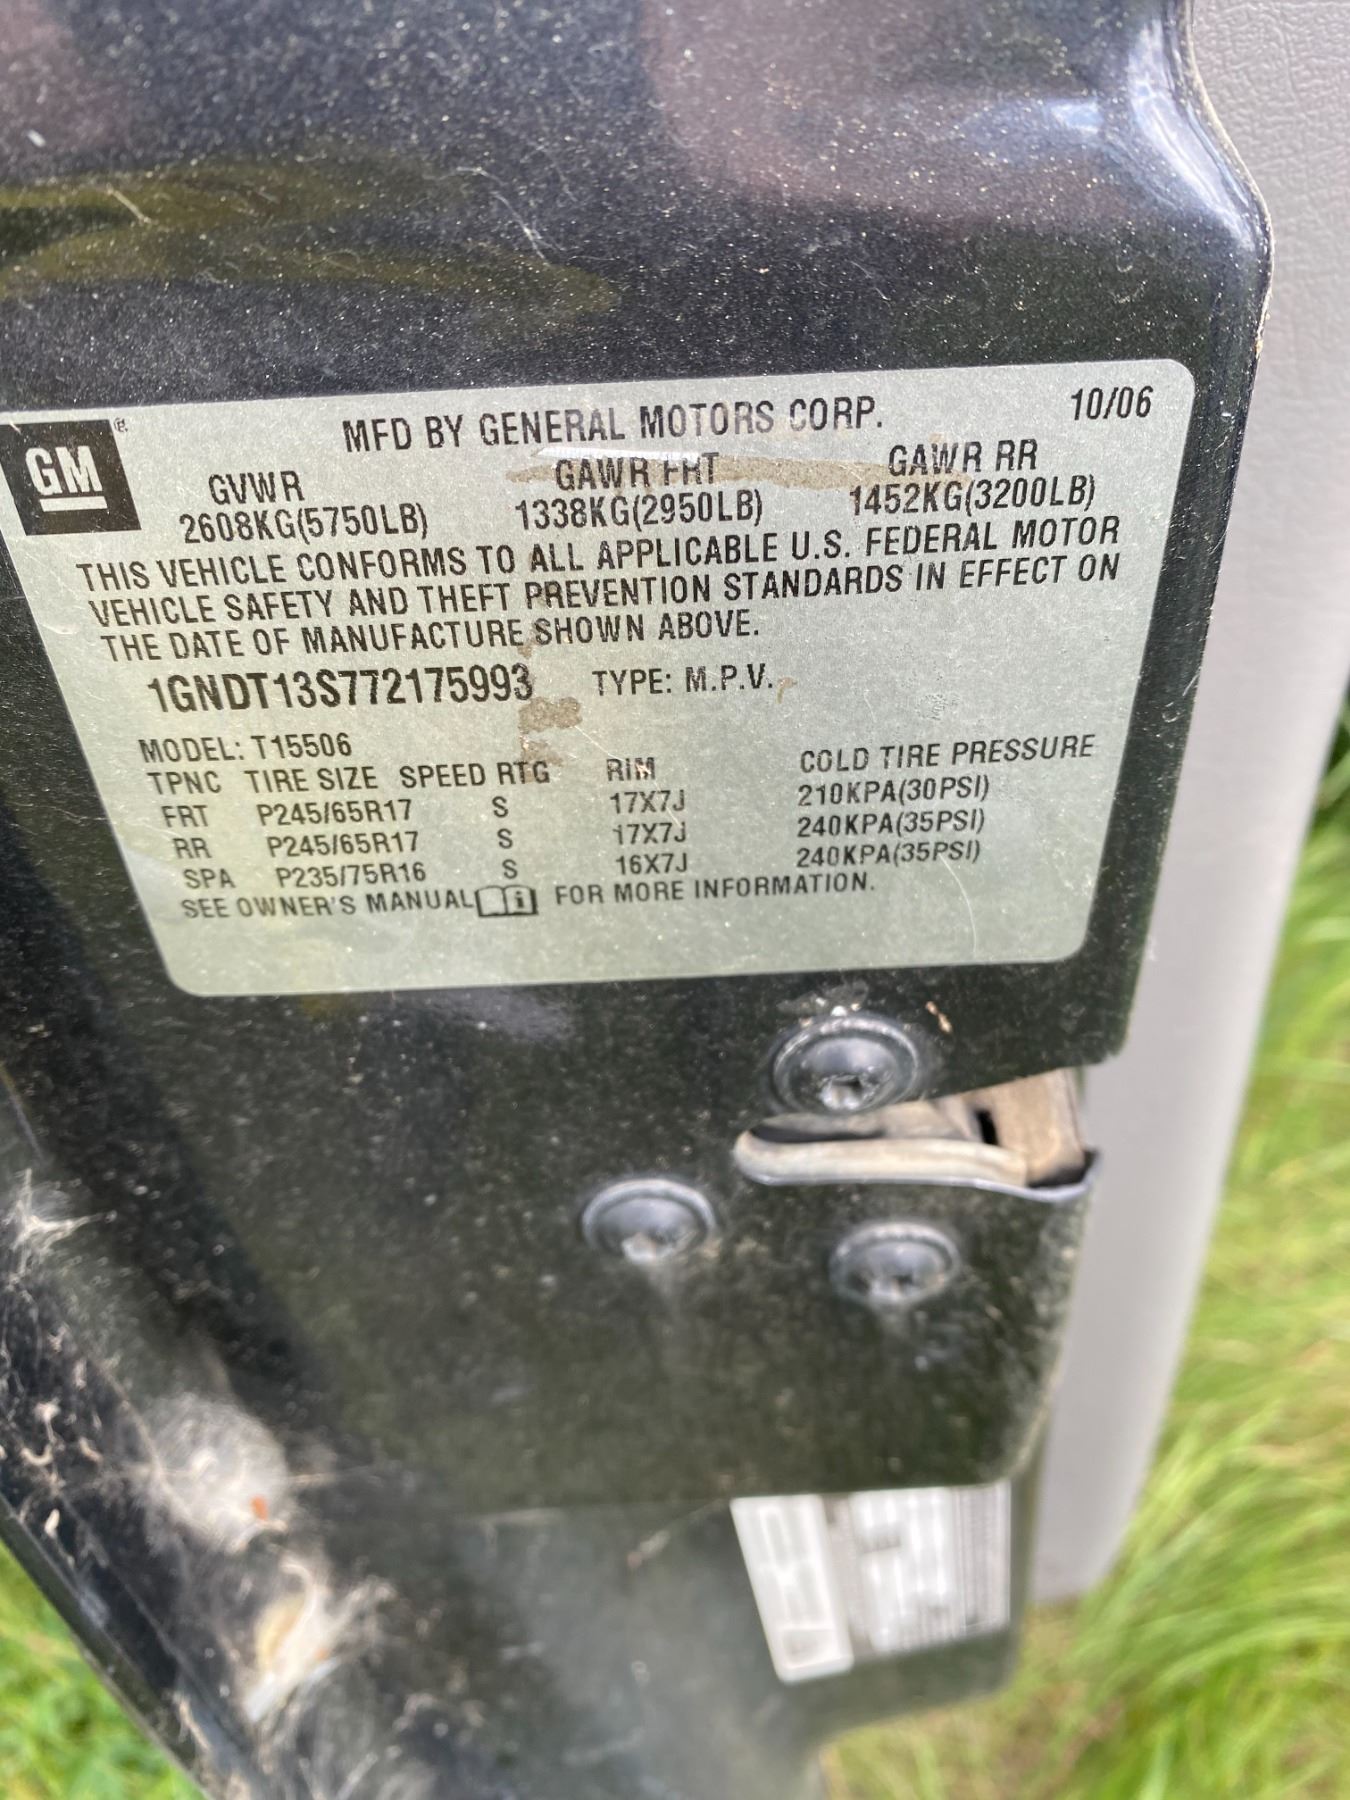 GM ®
MFD BY GENERAL MOTORS CORP. 10/06
GVWR GAWR FRT GAWR RR
2608KG(5750LB) 1338KG(2950LB) 1452KG(3200LB)
THIS VEHICLE CONFORMS TO ALL APPLICABLE U.S. FEDERAL MOTOR
VEHICLE SAFETY AND THEFT PREVENTION STANDARDS IN EFFECT ON
THE DATE OF MANUFACTURE SHOWN ABOVE.
1GNDT13S772175993 TYPE: M.P.V.
MODEL: T15506
TPNC TIRE SIZE SPEED RTG RIM COLD TIRE PRESSURE
FRT P245/65R17 S 17X7J 210KPA(30PSI)
RR P245/65R17 S 17X7J 240KPA(35PSI)
SPA P235/75R16 S 16X7J 240KPA(35PSI)
SEE OWNER'S MANUAL FOR MORE INFORMATION.